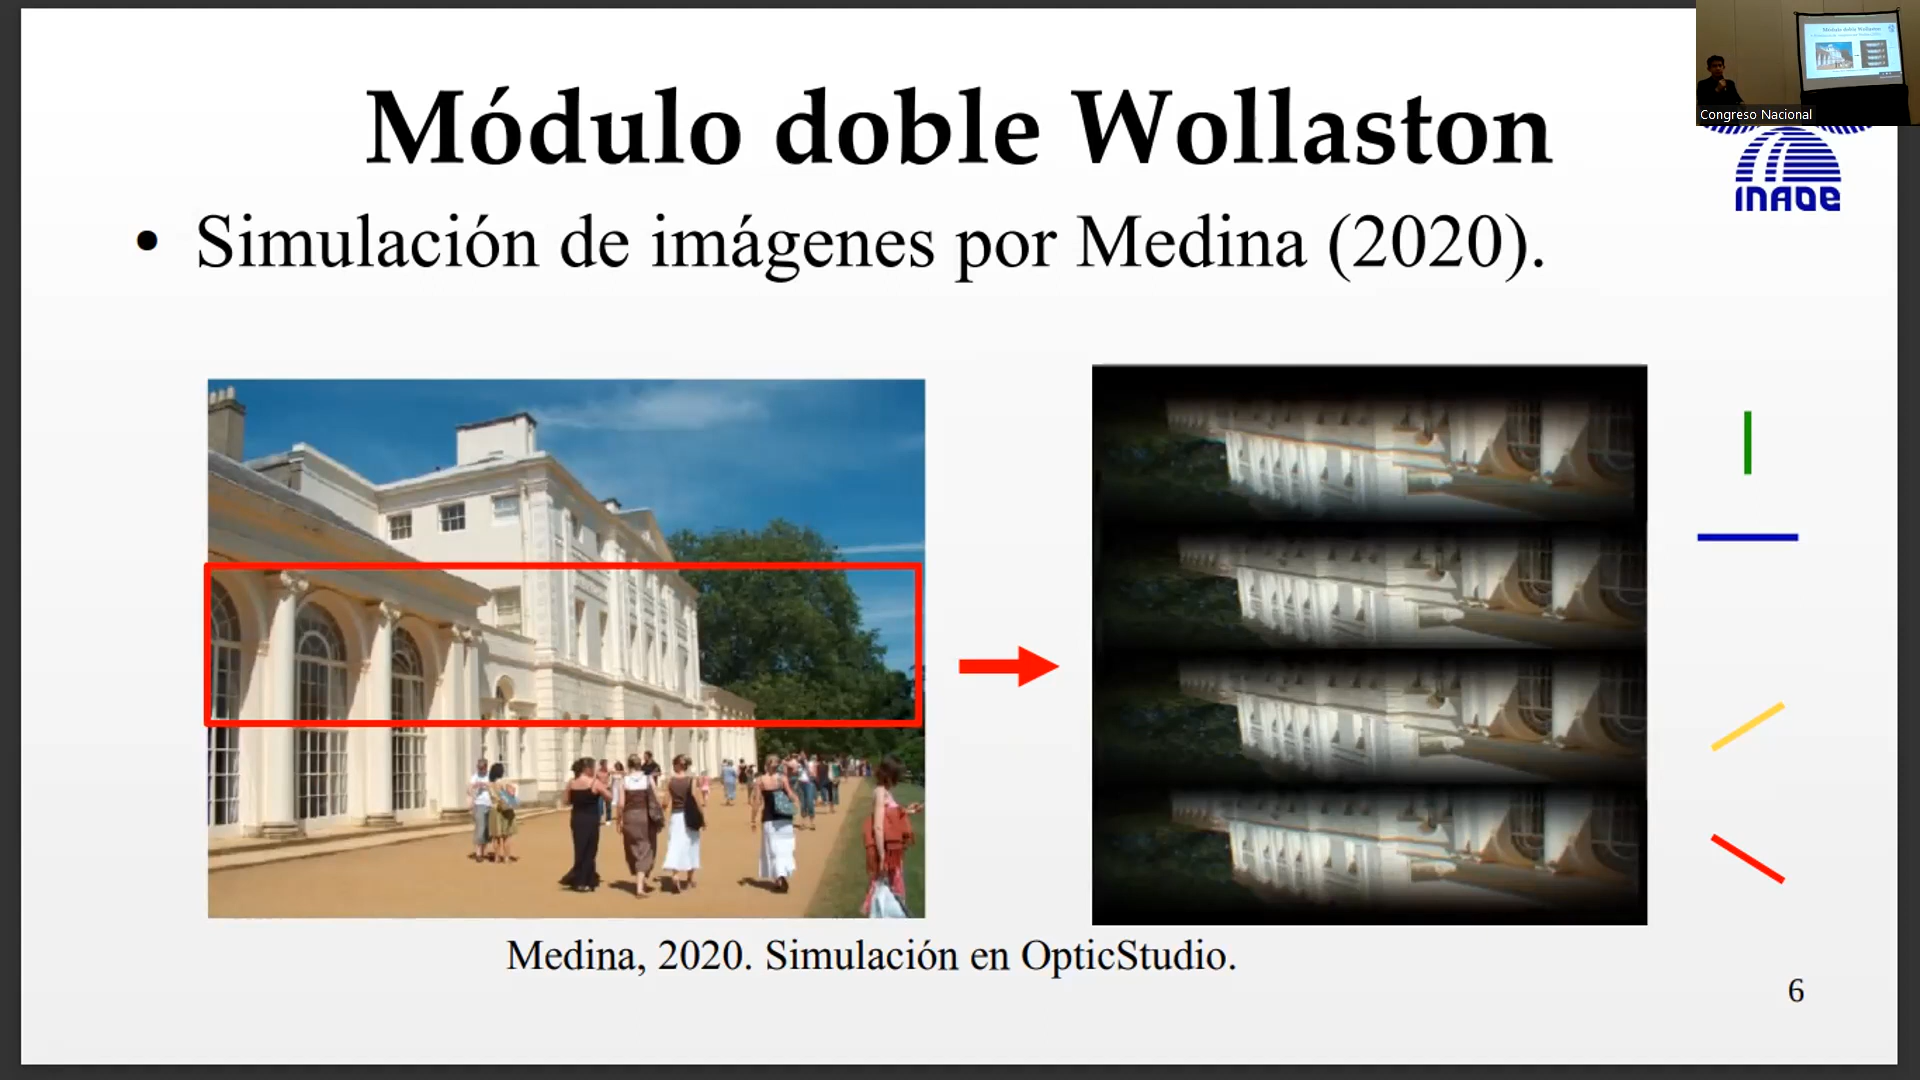 Módulo doble Wollaston
• Simulación de imágenes por Medina (2020).
Congreso Nacional
INAOE
Medina, 2020. Simulación en OpticStudio.
6